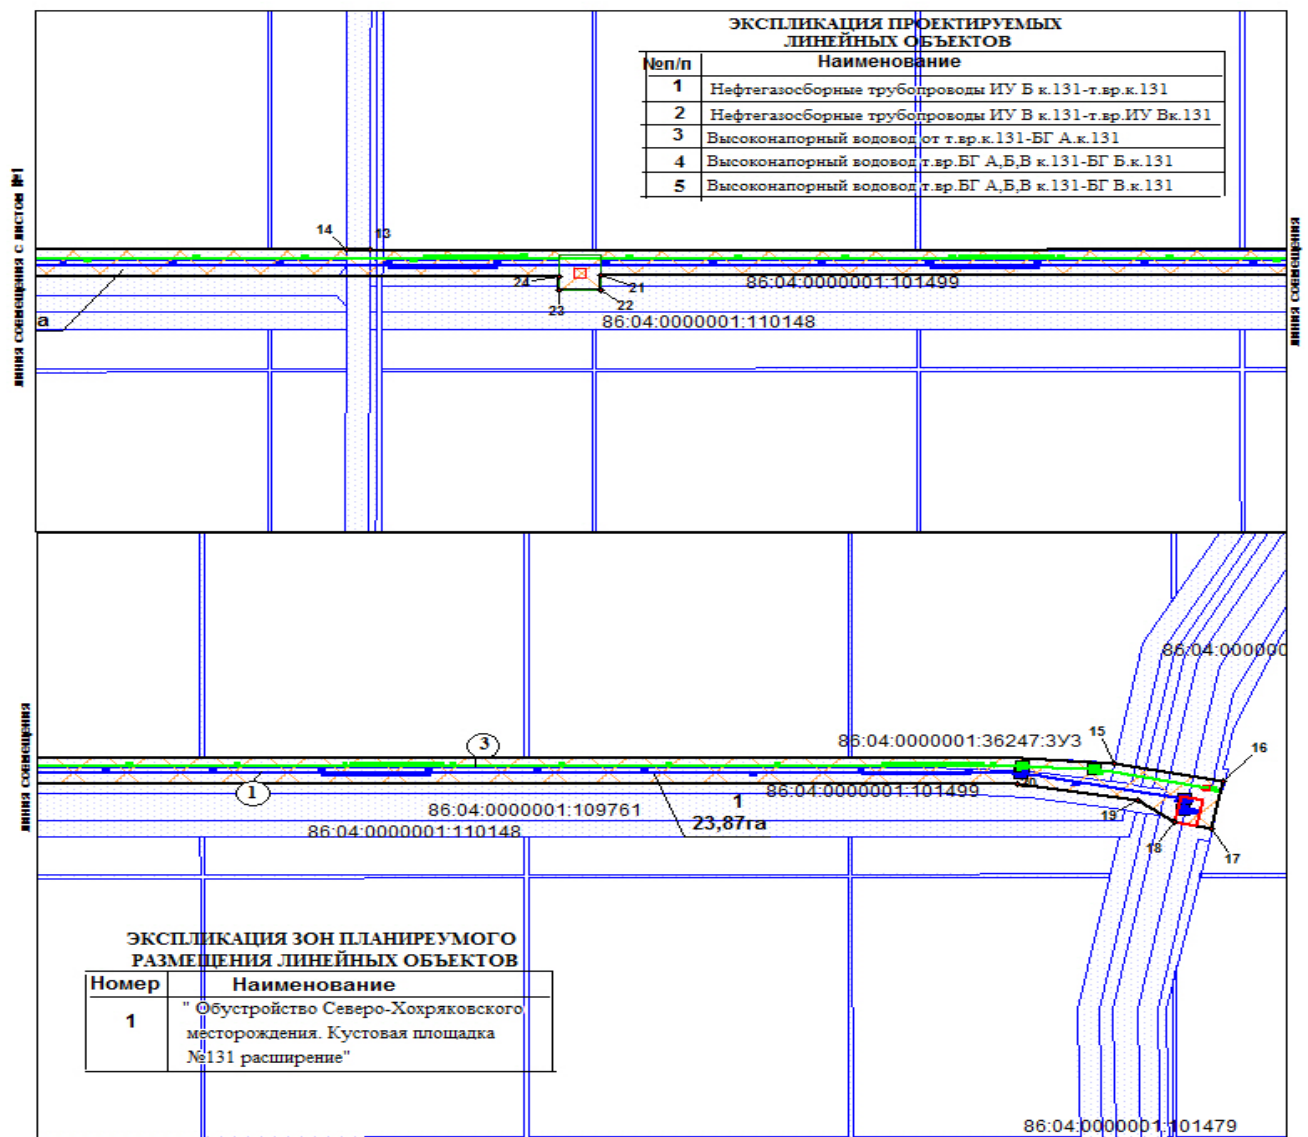 ЭКСПЛИКАЦИЯ ПРОЕКТИРУЕМЫХ
ЛИНЕЙНЫХ ОБЪЕКТОВ
№п/п Наименование
1 Нефтегазосборные трубопроводы ИУ Б к.131-т.вр.к.131
2 Нефтегазосборные трубопроводы ИУ В к.131-т.вр.ИУ Вк.131
3 Высоконапорный водовод от т.вр.к.131-БГ А.к.131
4 Высоконапорный водовод т.вр.БГ А,Б,В к.131-БГ Б.к.131
5 Высоконапорный водовод т.вр.БГ А,Б,В к.131-БГ В.к.131
линия совмещения с листом №1
линия совмещения
14
13
24
21
23
22
86:04:0000001:101499
а
86:04:0000001:110148
86:04:000000
линия совмещения
86:04:0000001:36247:ЗУ3
15
16
3
1
20
86:04:0000001:101499
1
23,87га
86:04:0000001:109761
86:04:0000001:110148
19
18
17
ЭКСПЛИКАЦИЯ ЗОН ПЛАНИРЕУМОГО
РАЗМЕЩЕНИЯ ЛИНЕЙНЫХ ОБЪЕКТОВ
Номер Наименование
1 " Обустройство Северо-Хохряковского
месторождения. Кустовая площадка
№131 расширение"
86:04:0000001:101479